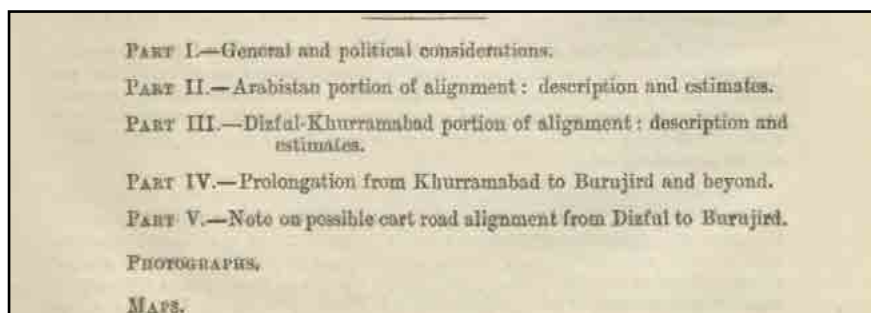 PART I.—General and political considerations.
PART II.—Arabistan portion of alignment: description and estimates.
PART III.—Dizful-Khurramabad portion of alignment: description and
estimates.
PART IV.—Prolongation from Khurramabad to Burujird and beyond.
PART V.—Note on possible cart road alignment from Dizful to Burujird.
PHOTOGRAPHS.
MAPS.